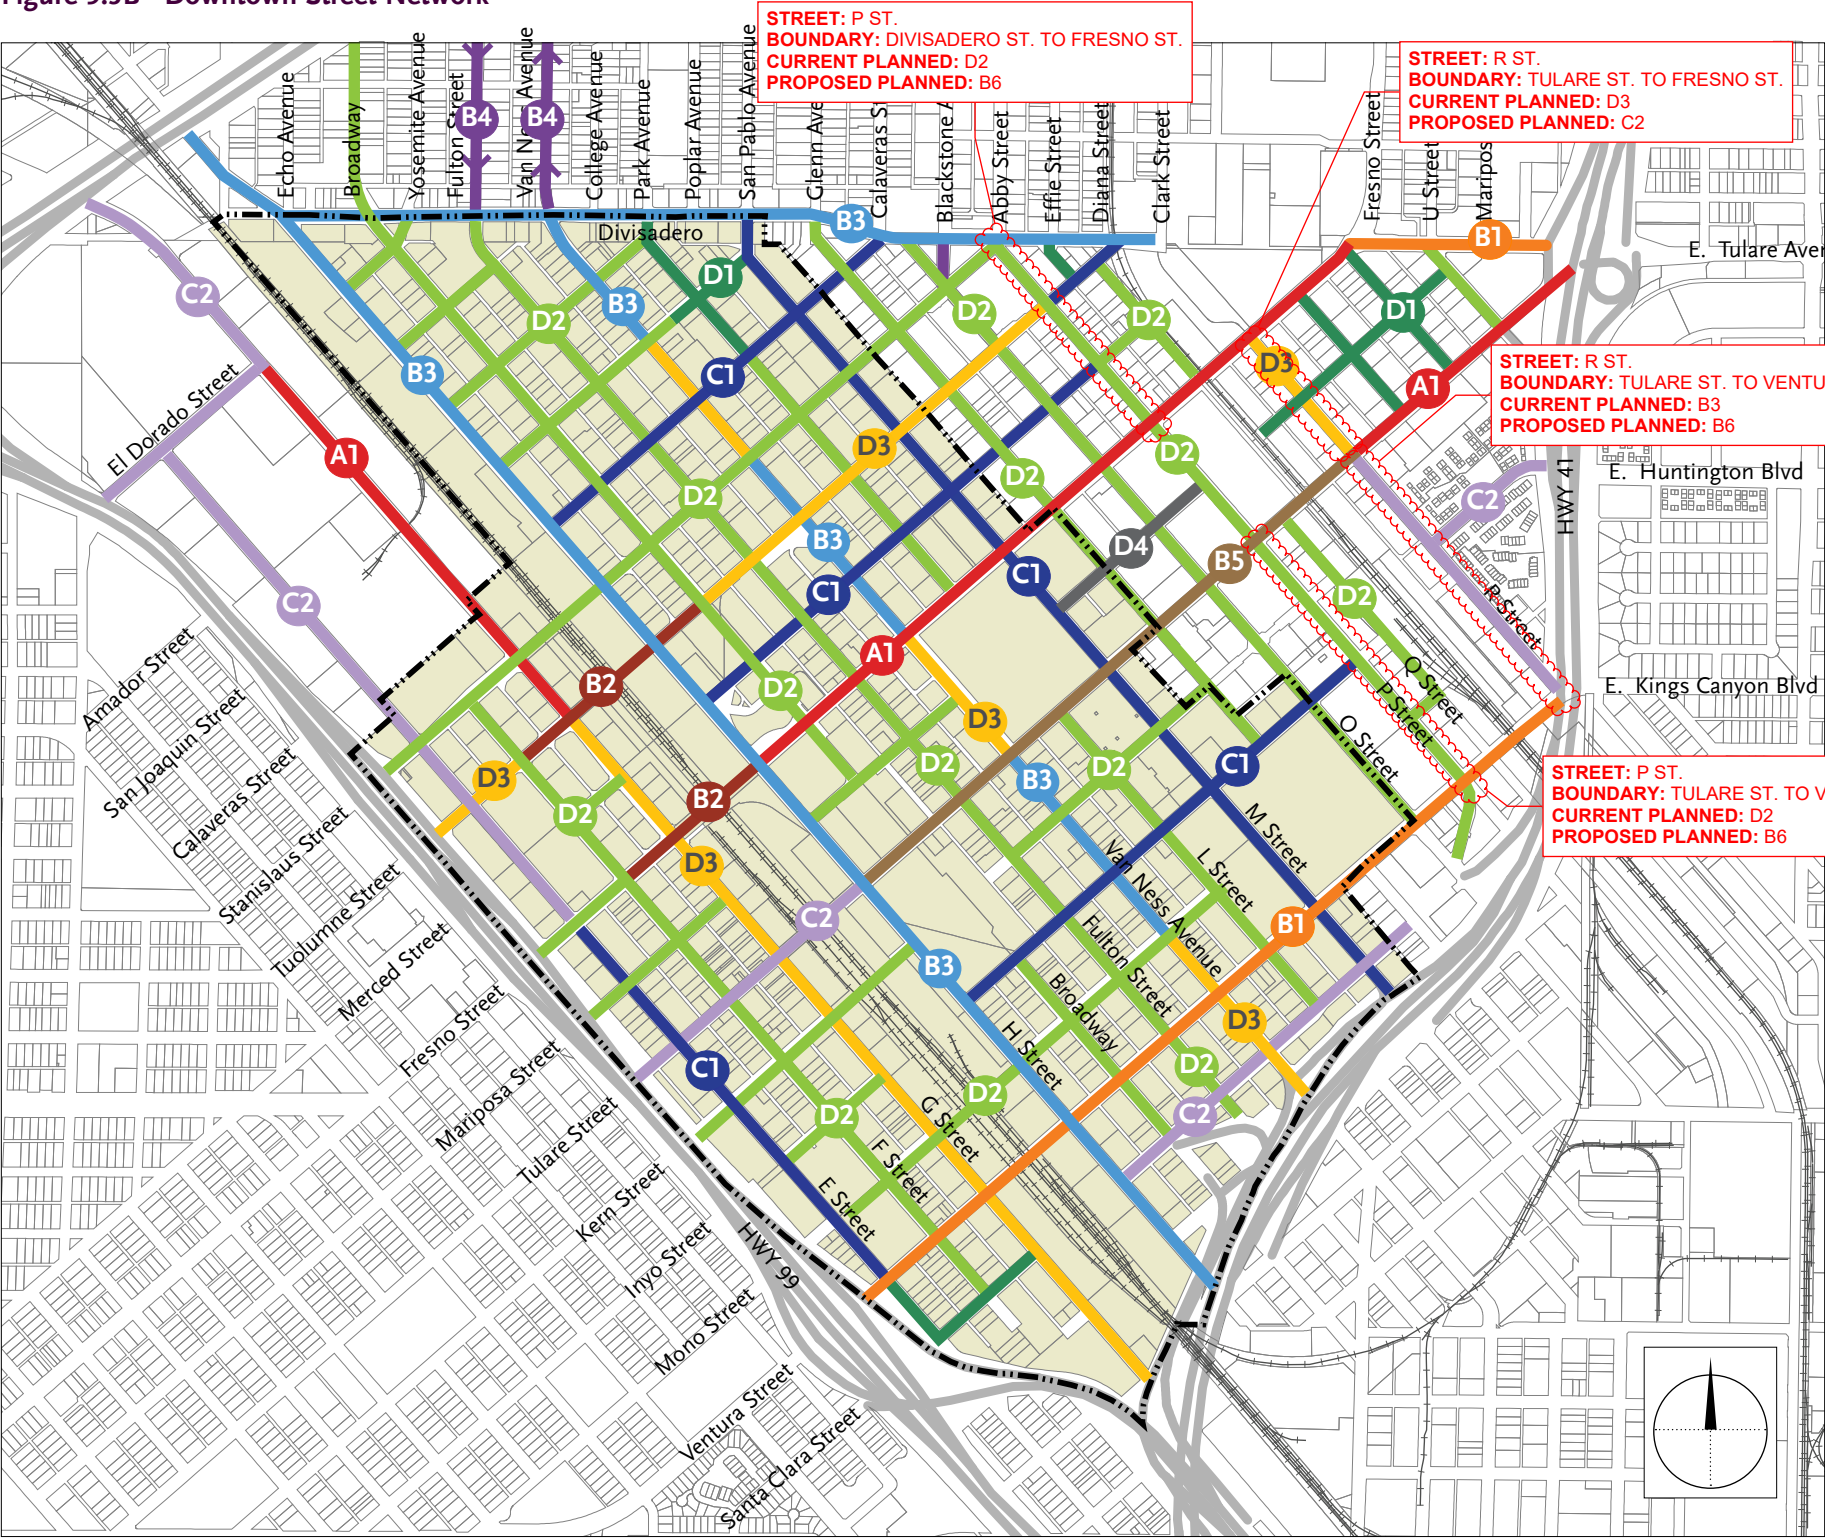 Figure 9.5B - Downtown Street Network
STREET: P ST.
BOUNDARY: DIVISADERO ST. TO FRESNO ST.
CURRENT PLANNED: D2
PROPOSED PLANNED: B6
STREET: R ST.
BOUNDARY: TULARE ST. TO FRESNO ST.
CURRENT PLANNED: D3
PROPOSED PLANNED: C2
Echo Avenue
Broadway
Yosemite Avenue
Fulton Street
B4
Van Ness Avenue
B4
College Avenue
Park Avenue
Poplar Avenue
San Pablo Avenue
Glenn Ave
Calaveras S
Blackstone A
Abby Street
Effie Street
Diana Street
Clark Street
Fresno Street
U Street
Maripos
Divisadero
B3
B1
E. Tulare Aver
C2
D1
B3
D2
D2
D2
D1
B3
C1
D3
A1
STREET: R ST.
BOUNDARY: TULARE ST. TO VENTU
CURRENT PLANNED: B3
PROPOSED PLANNED: B6
El Dorado Street
A1
D3
D2
D2
D2
C2
E. Huntington Blvd
HWY 41
B3
D4
B5
C1
C1
D2
C2
R Street
A1
B2
D2
Q Street
P Street
O Street
E. Kings Canyon Blvd
D3
D3
D2
B3
D2
C1
STREET: P ST.
BOUNDARY: TULARE ST. TO V
CURRENT PLANNED: D2
PROPOSED PLANNED: B6
Amador Street
San Joaquin Street
Calaveras Street
Stanislaus Street
Tuolumne Street
Merced Street
Fresno Street
Mariposa Street
Tulare Street
Kern Street
Inyo Street
Mono Street
Ventura Street
Santa Clara Street
B2
D2
D3
C2
B3
B1
M Street
L Street
Van Ness Avenue
Fulton Street
Broadway
H Street
G Street
F Street
E Street
D3
D2
C2
D2
C1
D2
HWY 99